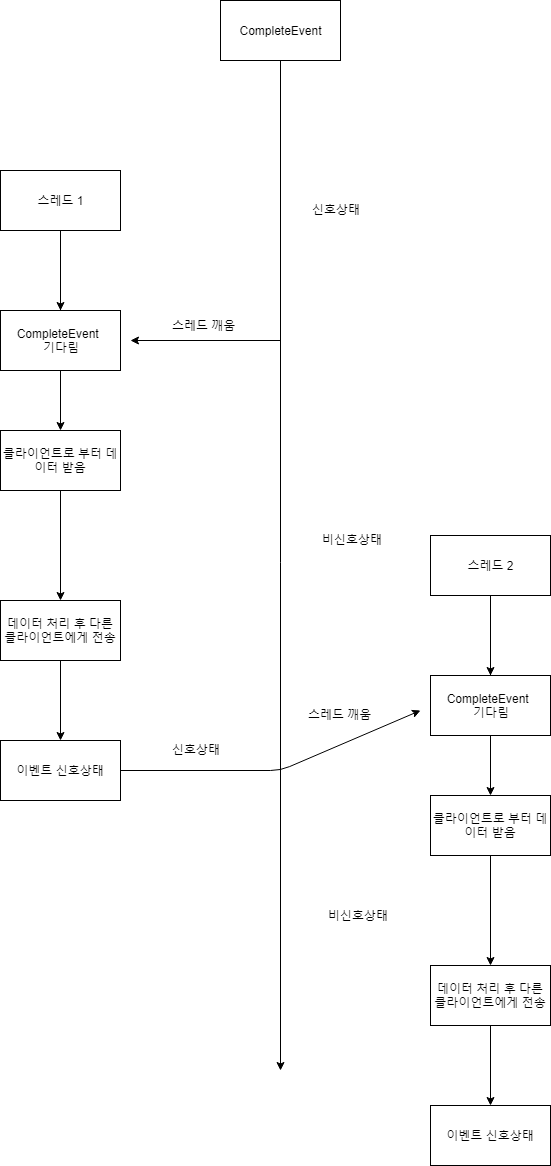 CompleteEvent
스레드 1
신호상태
CompleteEvent
기다림
스레드 깨움
클라이언트로 부터 데
이터 받음
비신호상태
스레드 2
데이터 처리 후 다른
클라이언트에게 전송
CompleteEvent
기다림
스레드 깨움
신호상태
이벤트 신호상태
클라이언트로 부터 데
이터 받음
비신호상태
데이터 처리 후 다른
클라이언트에게 전송
이벤트 신호상태